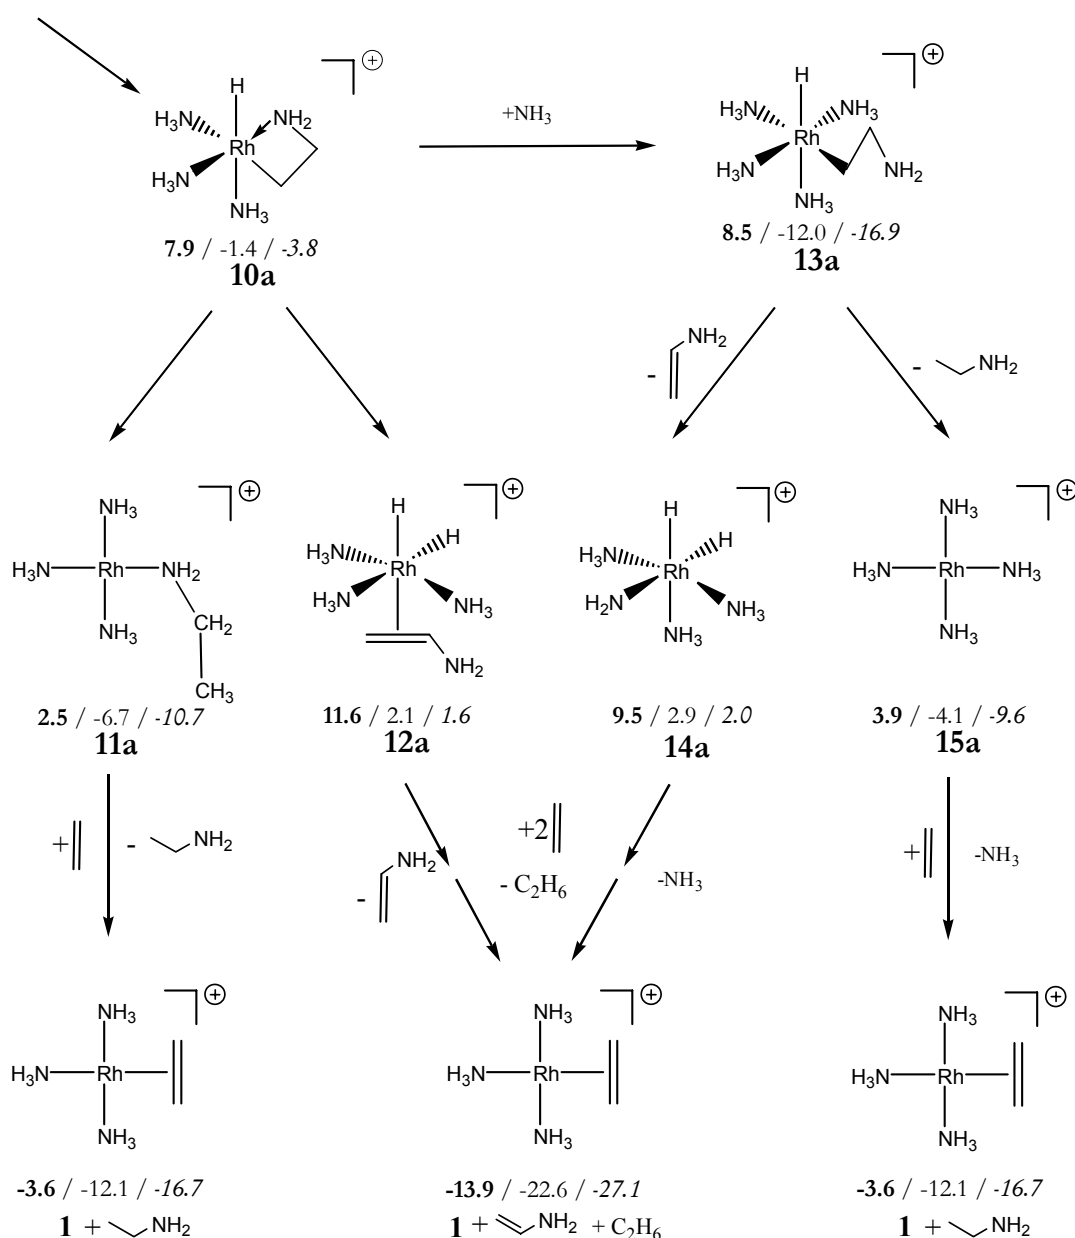 H
H
⊕
⊕
H₃N
NH₂
+NH₃
H₃N
NH₃
Rh
Rh
H₃N
H₃N
NH₂
NH₃
NH₃
7.9 / -1.4 / -3.8
8.5 / -12.0 / -16.9
10a
13a
NH₂
-
- NH₂
⊕
⊕
⊕
⊕
NH₃
H
H
H
H
NH₃
H₃N
H₃N
H₃N Rh NH₂
Rh
Rh
H₃N Rh NH₃
H₃N
NH₃
H₂N
NH₃
NH₃
CH₂
NH₃
NH₃
NH₂
CH₃
2.5 / -6.7 / -10.7
11.6 / 2.1 / 1.6
9.5 / 2.9 / 2.0
3.9 / -4.1 / -9.6
11a
12a
14a
15a
+ - NH₂
+2
+ -NH₃
NH₂
-
- C₂H₆
-NH₃
⊕
⊕
⊕
NH₃
NH₃
NH₃
H₃N Rh
H₃N Rh
H₃N Rh
NH₃
NH₃
NH₃
-3.6 / -12.1 / -16.7
-13.9 / -22.6 / -27.1
-3.6 / -12.1 / -16.7
1 + NH₂
1 + NH₂ + C₂H₆
1 + NH₂